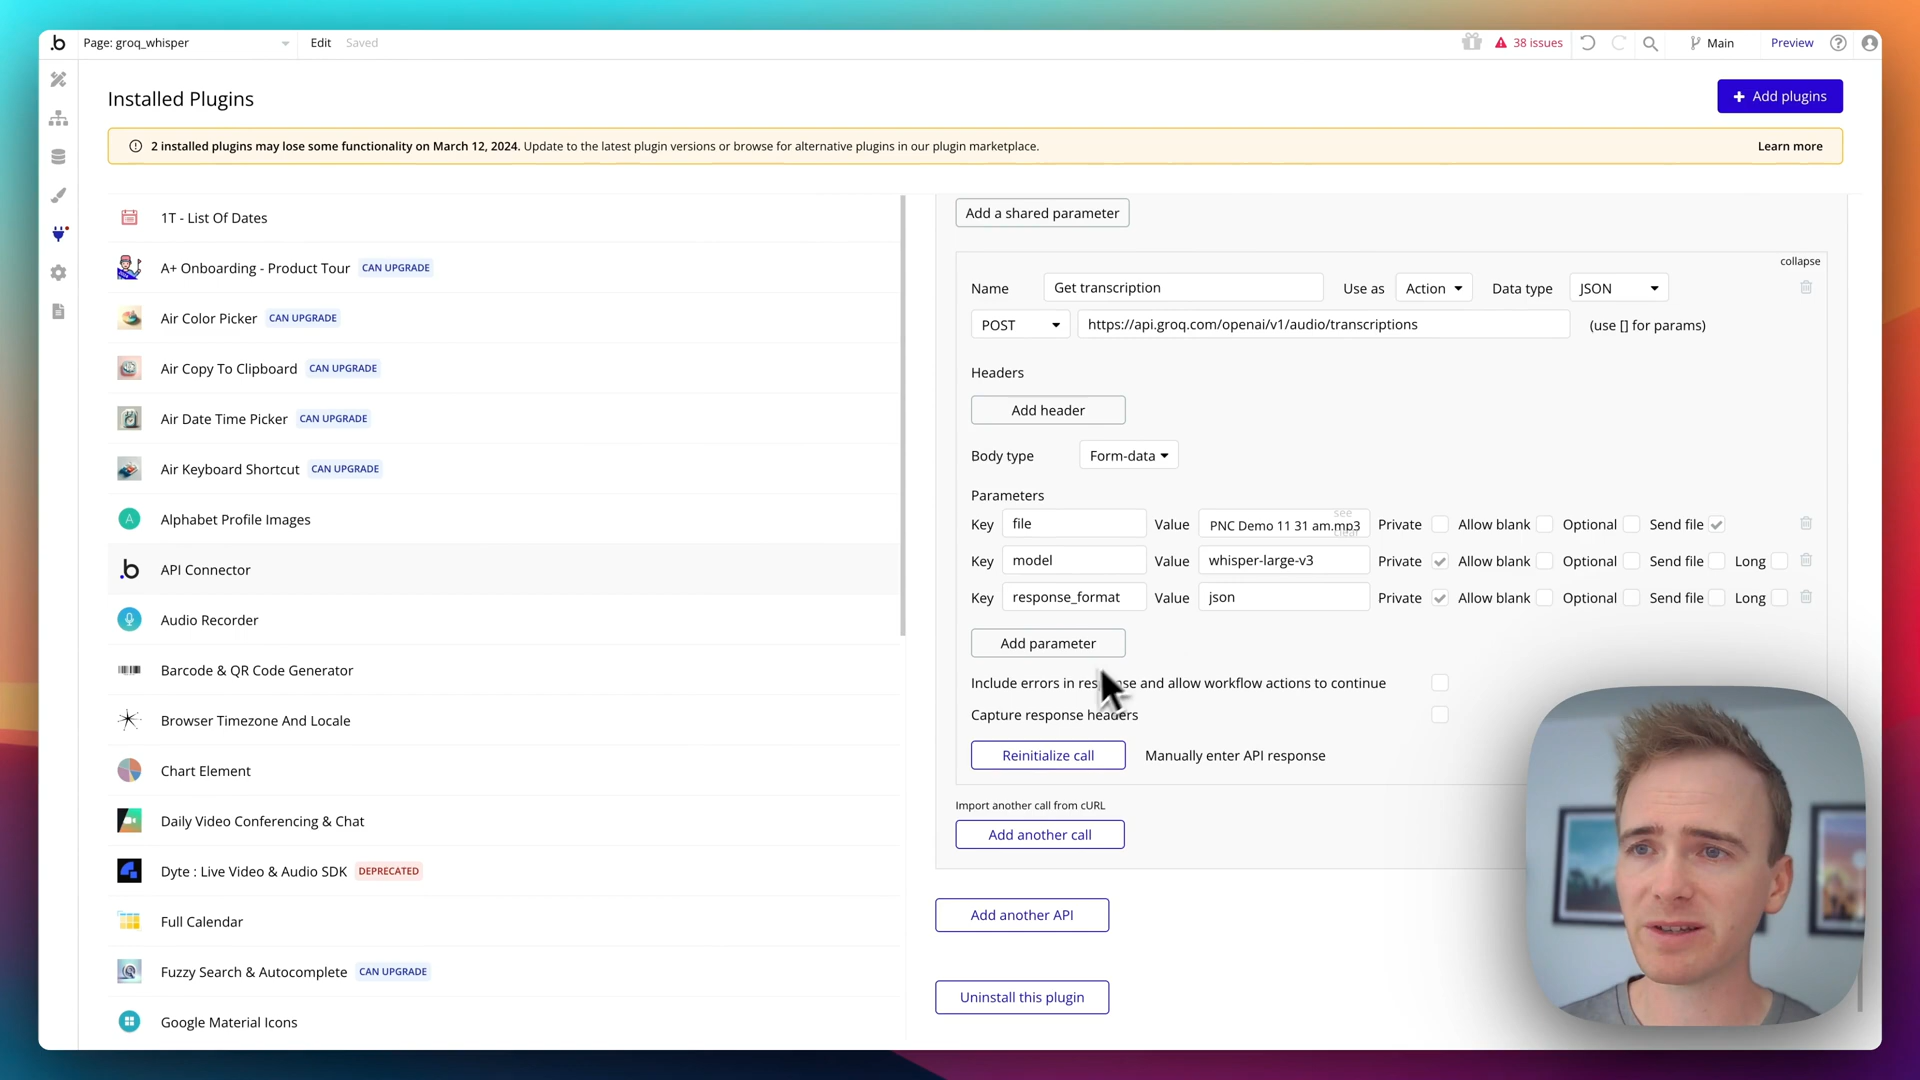 .b Page: groq_whisper Edit Saved 38 issues Main Preview
Installed Plugins
+ Add plugins
2 installed plugins may lose some functionality on March 12, 2024. Update to the latest plugin versions or browse for alternative plugins in our plugin marketplace. Learn more
1T - List Of Dates
A+ Onboarding - Product Tour CAN UPGRADE
Air Color Picker CAN UPGRADE
Air Copy To Clipboard CAN UPGRADE
Air Date Time Picker CAN UPGRADE
Air Keyboard Shortcut CAN UPGRADE
A Alphabet Profile Images
.b API Connector
Audio Recorder
Barcode & QR Code Generator
Browser Timezone And Locale
Chart Element
Daily Video Conferencing & Chat
Dyte : Live Video & Audio SDK DEPRECATED
Full Calendar
Fuzzy Search & Autocomplete CAN UPGRADE
Google Material Icons
Add a shared parameter
collapse
Name Get transcription Use as Action Data type JSON
POST https://api.groq.com/openai/v1/audio/transcriptions (use [] for params)
Headers
Add header
Body type Form-data
Parameters
see
Key file Value PNC Demo 11 31 am.mp3 Private Allow blank Optional Send file
clear
Key model Value whisper-large-v3 Private Allow blank Optional Send file Long
Key response_format Value json Private Allow blank Optional Send file Long
Add parameter
Include errors in res se and allow workflow actions to continue
Capture response headers
Reinitialize call Manually enter API response
Import another call from cURL
Add another call
Add another API
Uninstall this plugin